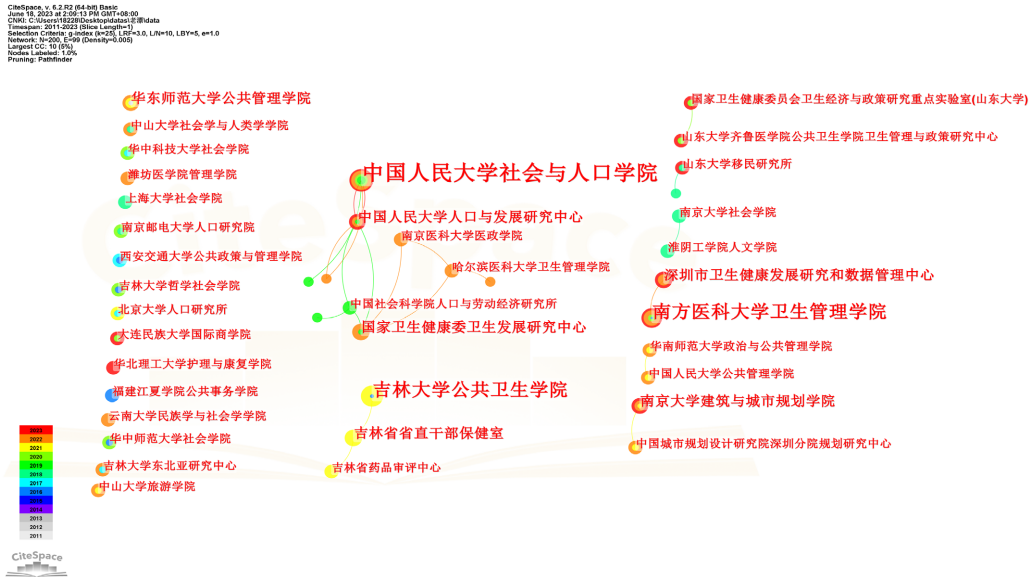 CiteSpace, v. 6.2.R2 (64-bit) Basic
June 18, 2023 at 2:09:13 PM GMT+08:00
CNKI: C:\Users\18228\Desktop\datas\老漂\data
Timespan: 2011-2023 (Slice Length=1)
Selection Criteria: g-index (k=25), LRF=3.0, L/N=10, LBY=5, e=1.0
Network: N=200, E=99 (Density=0.005)
Largest CC: 10 (5%)
Nodes Labeled: 1.0%
Pruning: Pathfinder
华东师范大学公共管理学院
中山大学社会学与人类学学院
华中科技大学社会学院
潍坊医学院管理学院
上海大学社会学院
南京邮电大学人口研究院
西安交通大学公共政策与管理学院
吉林大学哲学社会学院
北京大学人口研究所
大连民族大学国际商学院
华北理工大学护理与康复学院
福建江夏学院公共事务学院
云南大学民族学与社会学学院
华中师范大学社会学院
吉林大学东北亚研究中心
中山大学旅游学院
中国人民大学社会与人口学院
中国人民大学人口与发展研究中心
南京医科大学医政学院
哈尔滨医科大学卫生管理学院
中国社会科学院人口与劳动经济研究所
国家卫生健康委卫生发展研究中心
吉林大学公共卫生学院
吉林省省直干部保健室
吉林省药品审评中心
国家卫生健康委员会卫生经济与政策研究重点实验室(山东大学)
山东大学齐鲁医学院公共卫生学院卫生管理与政策研究中心
山东大学移民研究所
南京大学社会学院
淮阴工学院人文学院
深圳市卫生健康发展研究和数据管理中心
南方医科大学卫生管理学院
华南师范大学政治与公共管理学院
中国人民大学公共管理学院
南京大学建筑与城市规划学院
中国城市规划设计研究院深圳分院规划研究中心
2023
2022
2021
2020
2019
2018
2017
2016
2015
2014
2013
2012
2011
CiteSpace
CiteSpace